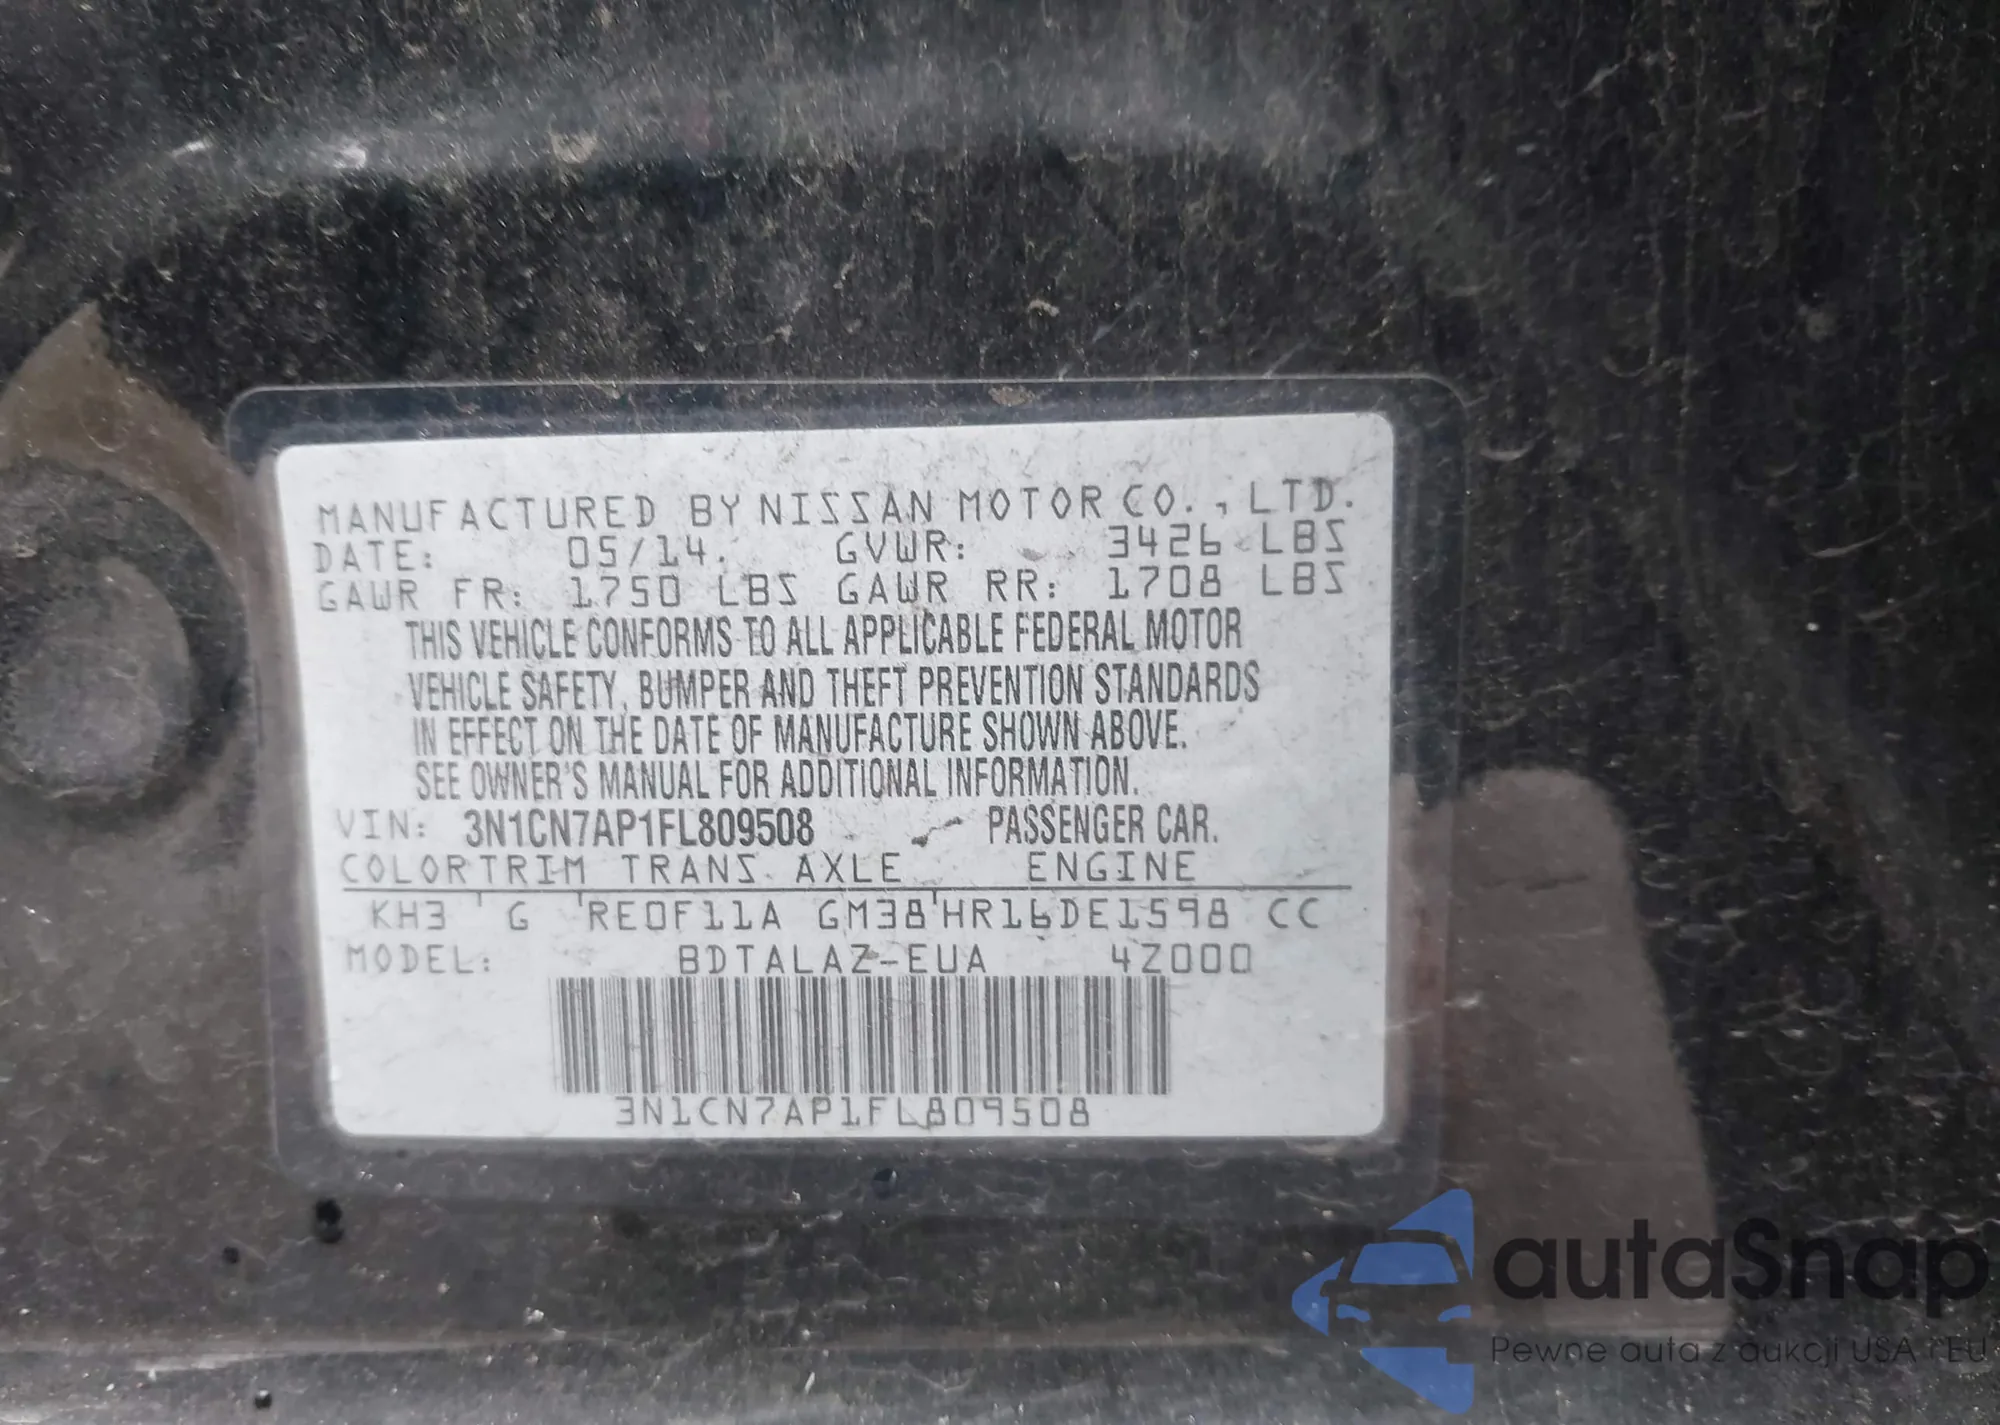 MANUFACTURED BY NISSAN MOTOR CO., LTD.
DATE: 05/14. GVWR: 3426 LBS
GAWR FR: 1750 LBS GAWR RR: 1708 LBS
THIS VEHICLE CONFORMS TO ALL APPLICABLE FEDERAL MOTOR
VEHICLE SAFETY, BUMPER AND THEFT PREVENTION STANDARDS
IN EFFECT ON THE DATE OF MANUFACTURE SHOWN ABOVE.
SEE OWNER'S MANUAL FOR ADDITIONAL INFORMATION.
VIN: 3N1CN7AP1FL809508 PASSENGER CAR.
COLORTRIM TRANS. AXLE ENGINE
KH3 ' G 'RE0F11A GM38'HR16DE1598 CC
MODEL: BDTALAZ-EUA 4Z000
3N1CN7AP1FL809508
autaSnap
Pewne auta z aukcji USA i EU